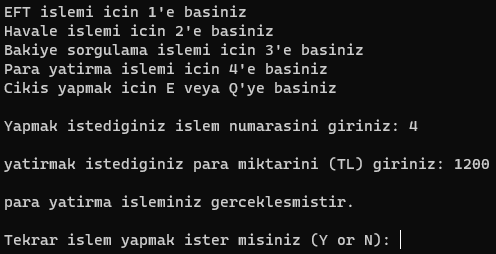 EFT islemi icin 1'e basiniz
Havale islemi icin 2'e basiniz
Bakiye sorgulama islemi icin 3'e basiniz
Para yatirma islemi icin 4'e basiniz
Cikis yapmak icin E veya Q'ye basiniz
Yapmak istediginiz islem numarasini giriniz: 4
yatirmak istediginiz para miktarini (TL) giriniz: 1200
para yatirma isleminiz gerceklesmistir.
Tekrar islem yapmak ister misiniz (Y or N):